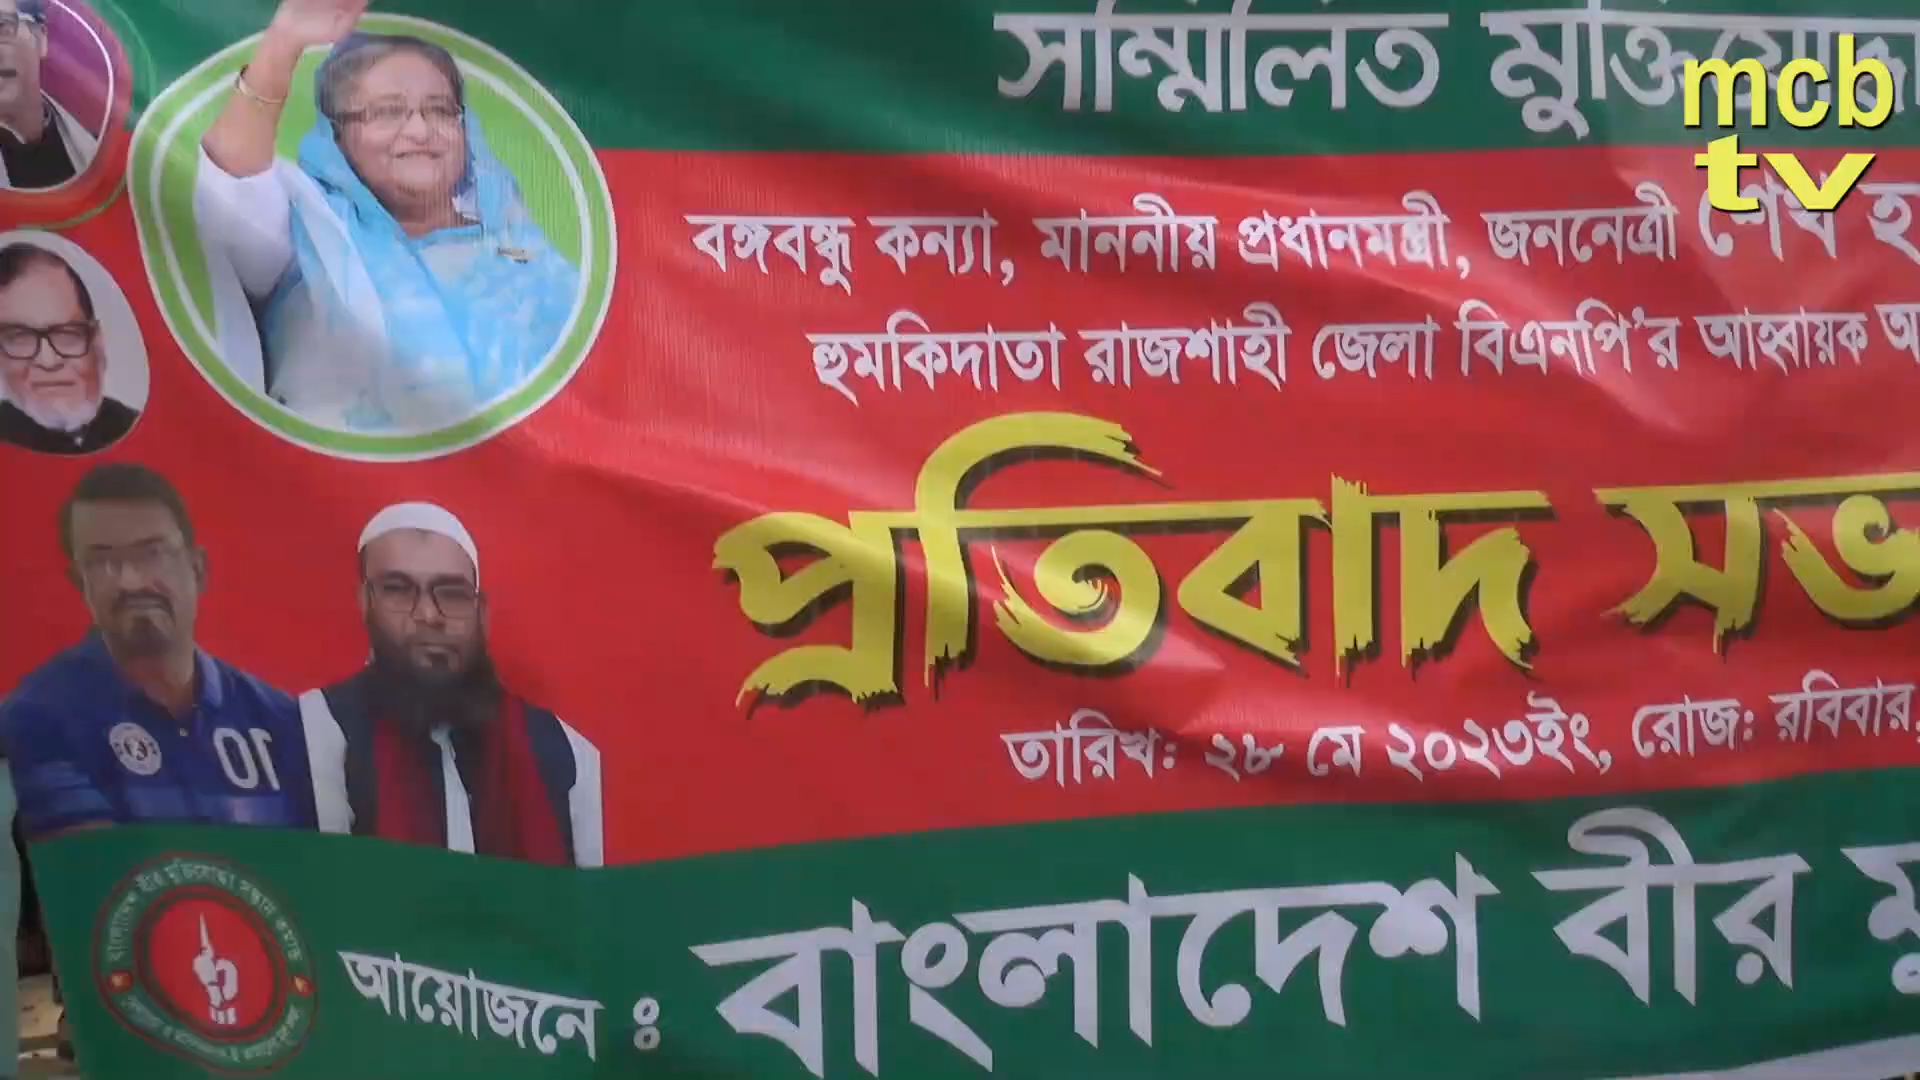 সম্মিলিত
mcb
tv
বঙ্গবন্ধু কন্যা, মাননীয় প্রধানমন্ত্রী, জননেত্রী শেখ
হুমকিদাতা রাজশাহী জেলা বিএনপি'র আহ্বায়ক
প্রতিবাদ
তারিখ: ২৮ মে ২০২৩ইং, রোজ: রবিবার,
10
আয়োজনে : বাংলাদেশ বীর